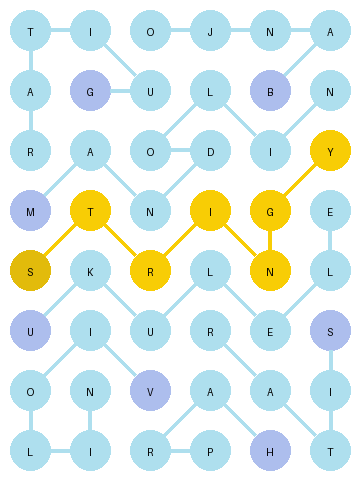 T I O J N A
A G U L B N
R A O D I Y
M T N I G E
S K R L N L
U I U R E S
O N V A A I
L I R P H T